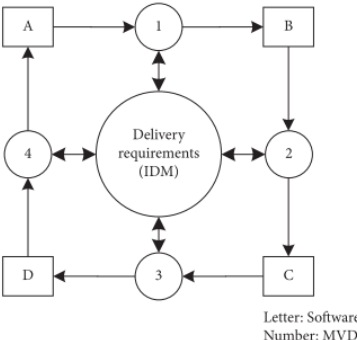 A
1
B
Delivery
requirements
(IDM)
4
2
D
3
C
Letter: Software
Number: MVD